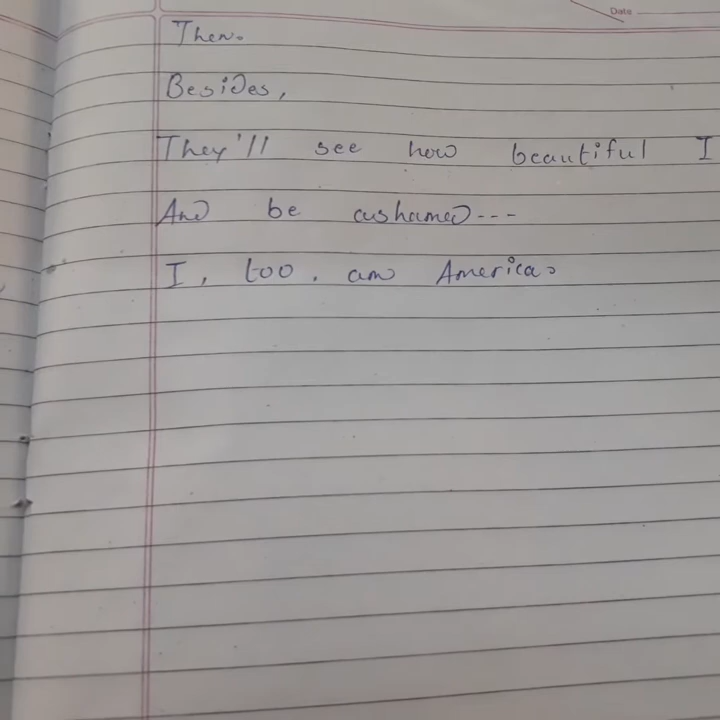 Date
Then.
Besides,
They'll see how beautiful I
And be ashamed---
I, too, am America.